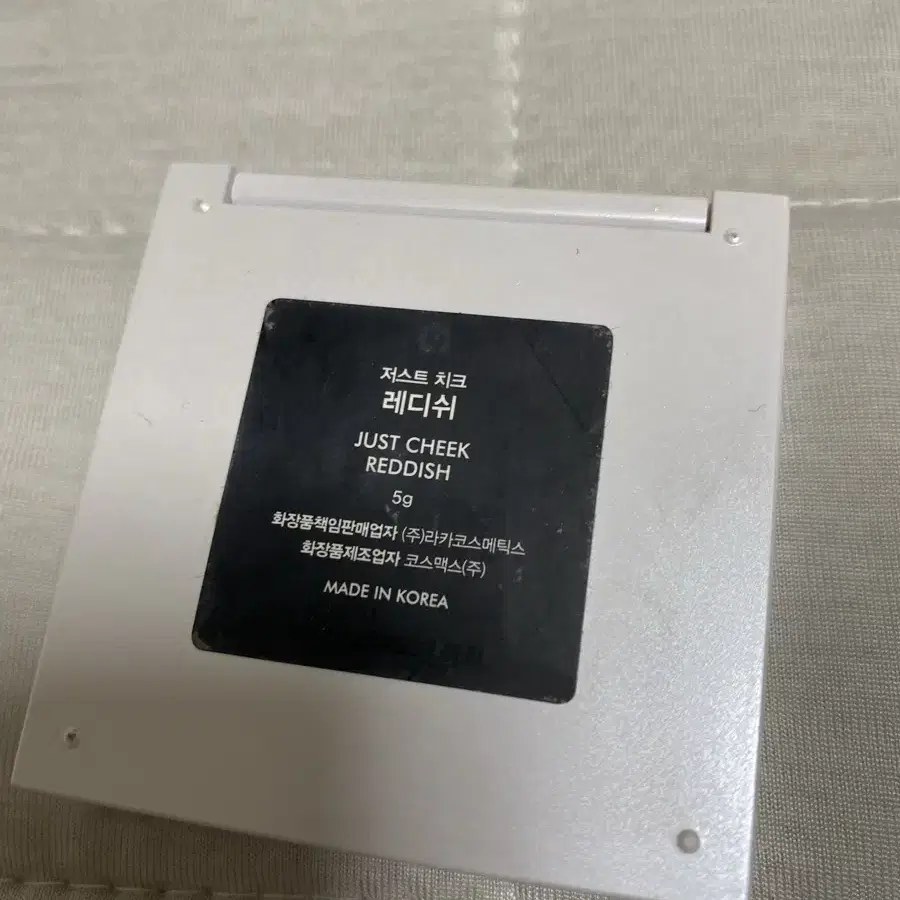 저스트 치크
레디쉬
JUST CHEEK
REDDISH
5g
화장품책임판매업자 (주)라카코스메틱스
화장품제조업자 코스맥스(주)
MADE IN KOREA